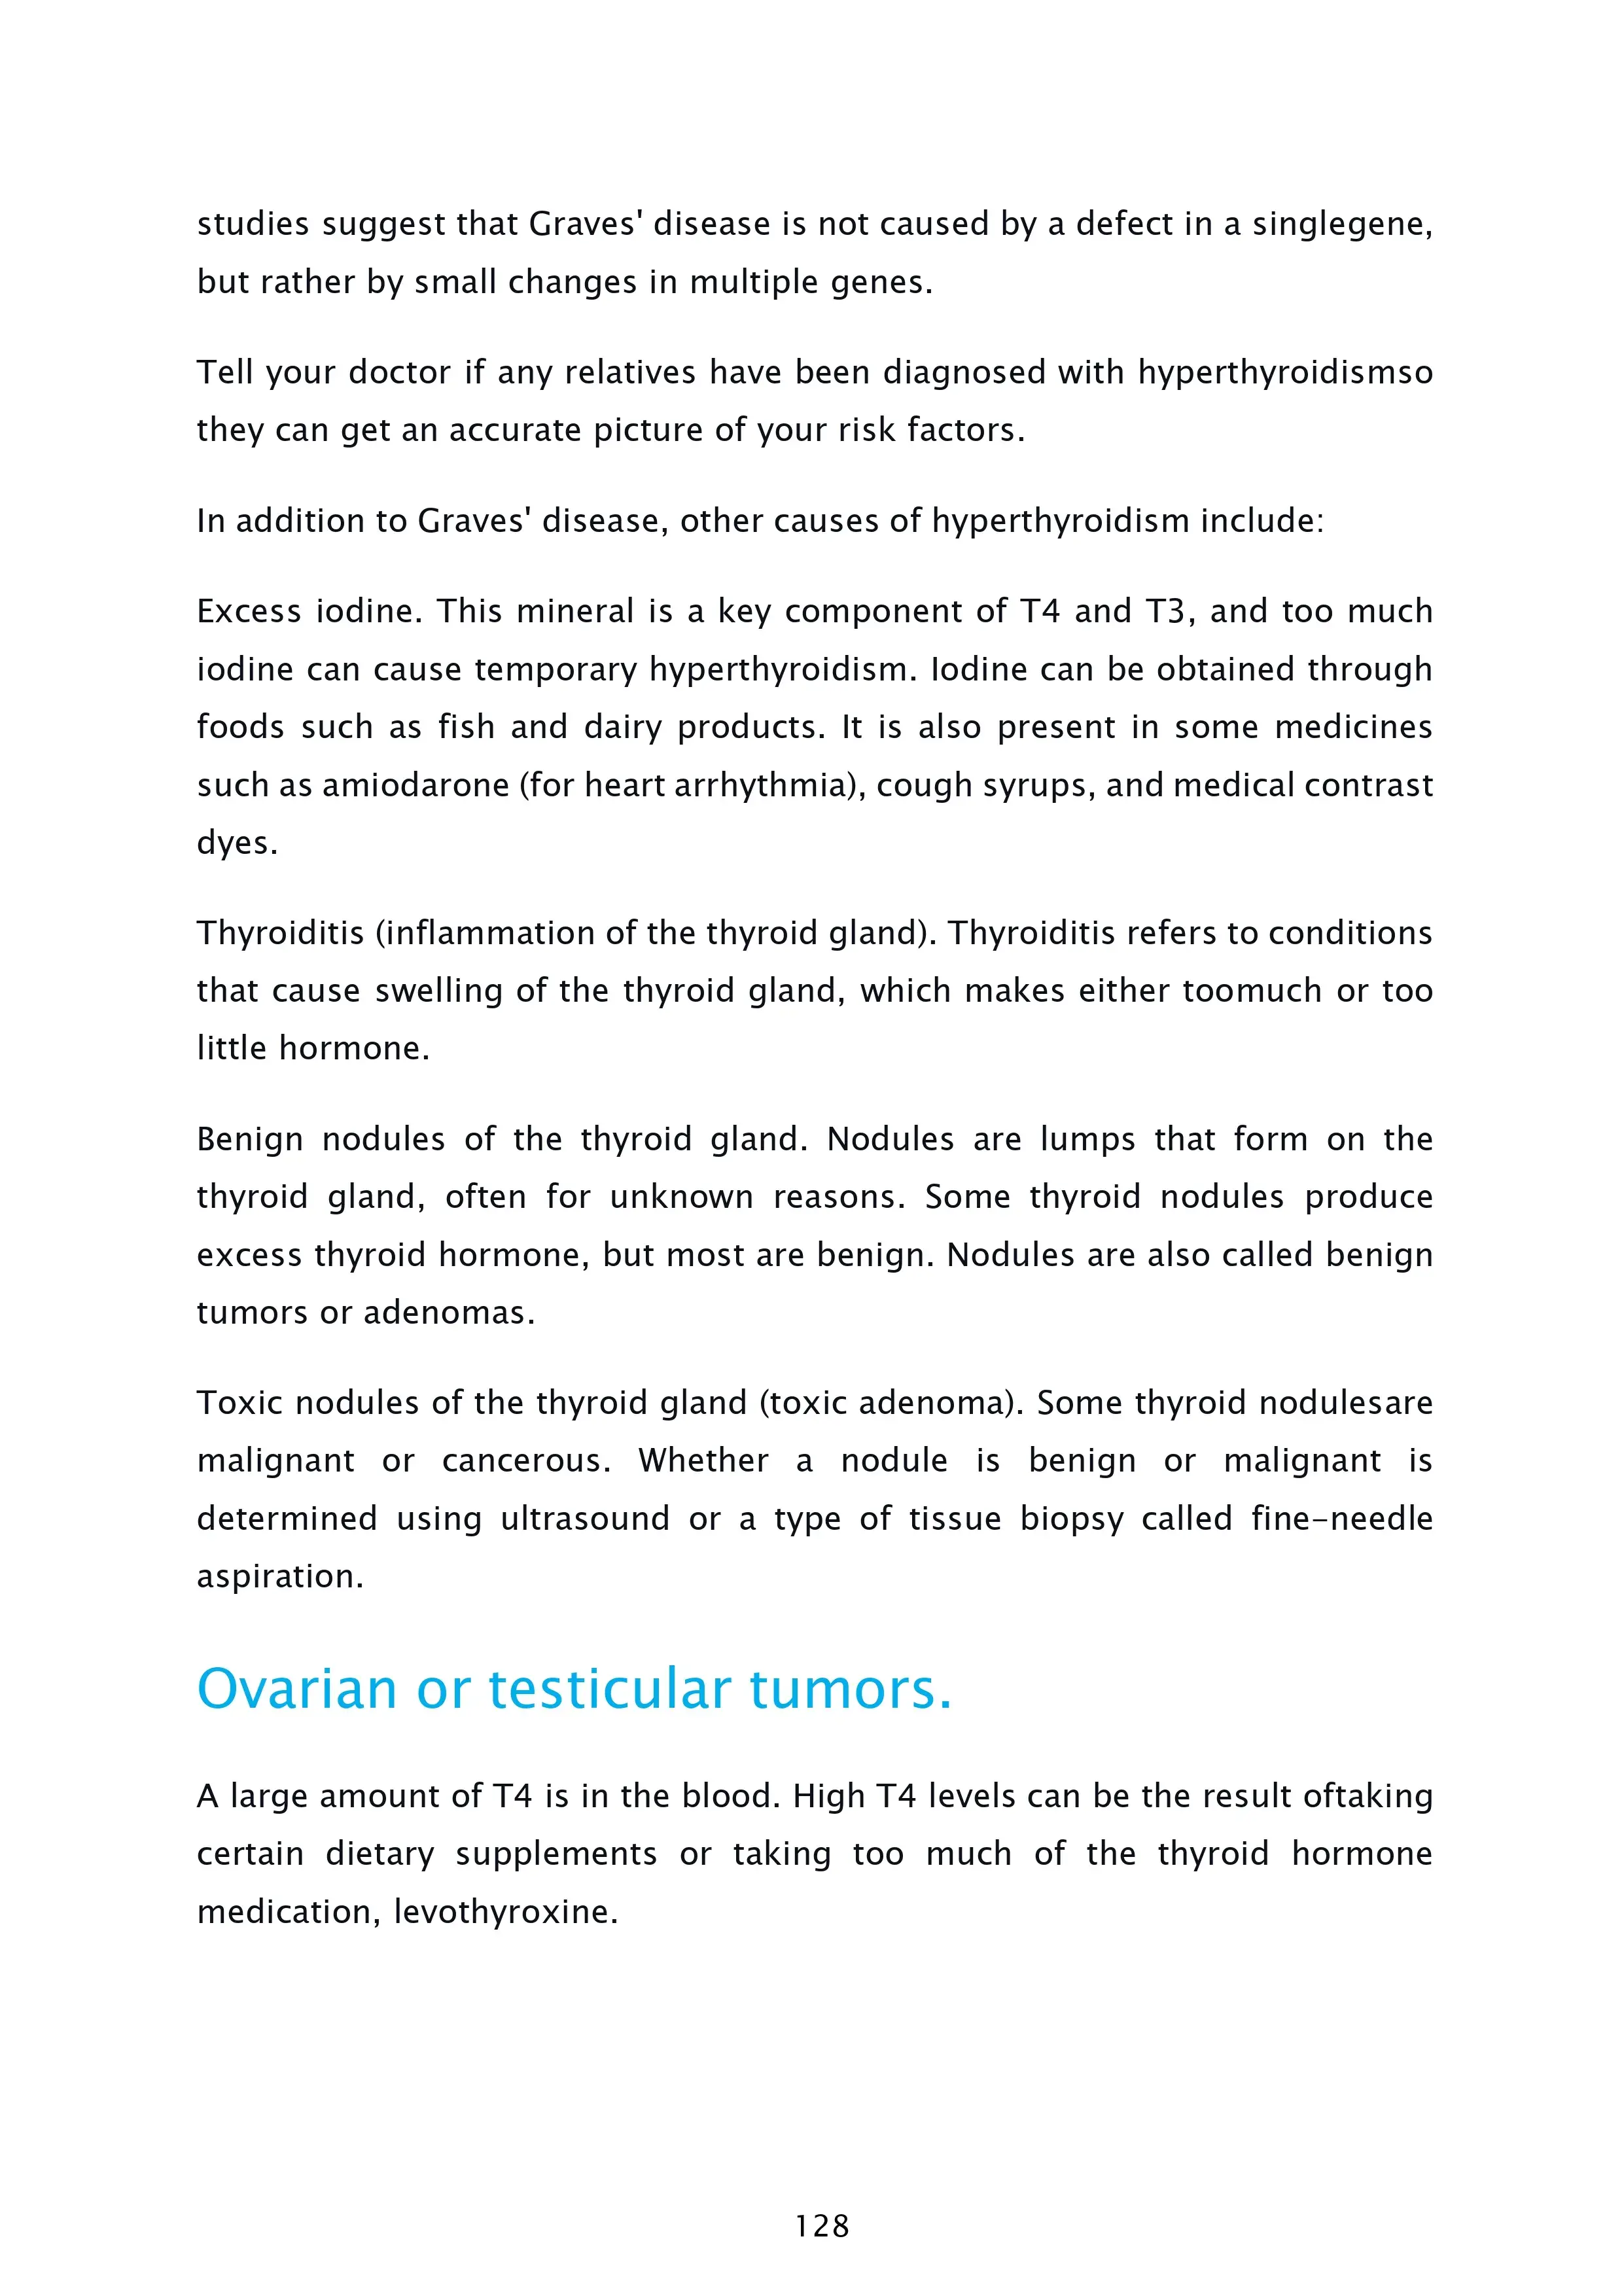 studies suggest that Graves' disease is not caused by a defect in a singlegene,
but rather by small changes in multiple genes.
Tell your doctor if any relatives have been diagnosed with hyperthyroidismso
they can get an accurate picture of your risk factors.
In addition to Graves' disease, other causes of hyperthyroidism include:
Excess iodine. This mineral is a key component of T4 and T3, and too much
iodine can cause temporary hyperthyroidism. Iodine can be obtained through
foods such as fish and dairy products. It is also present in some medicines
such as amiodarone (for heart arrhythmia), cough syrups, and medical contrast
dyes.
Thyroiditis (inflammation of the thyroid gland). Thyroiditis refers to conditions
that cause swelling of the thyroid gland, which makes either toomuch or too
little hormone.
Benign nodules of the thyroid gland. Nodules are lumps that form on the
thyroid gland, often for unknown reasons. Some thyroid nodules produce
excess thyroid hormone, but most are benign. Nodules are also called benign
tumors or adenomas.
Toxic nodules of the thyroid gland (toxic adenoma). Some thyroid nodulesare
malignant or cancerous. Whether a nodule is benign or malignant is
determined using ultrasound or a type of tissue biopsy called fine-needle
aspiration.
Ovarian or testicular tumors.
A large amount of T4 is in the blood. High T4 levels can be the result oftaking
certain dietary supplements or taking too much of the thyroid hormone
medication, levothyroxine.
128